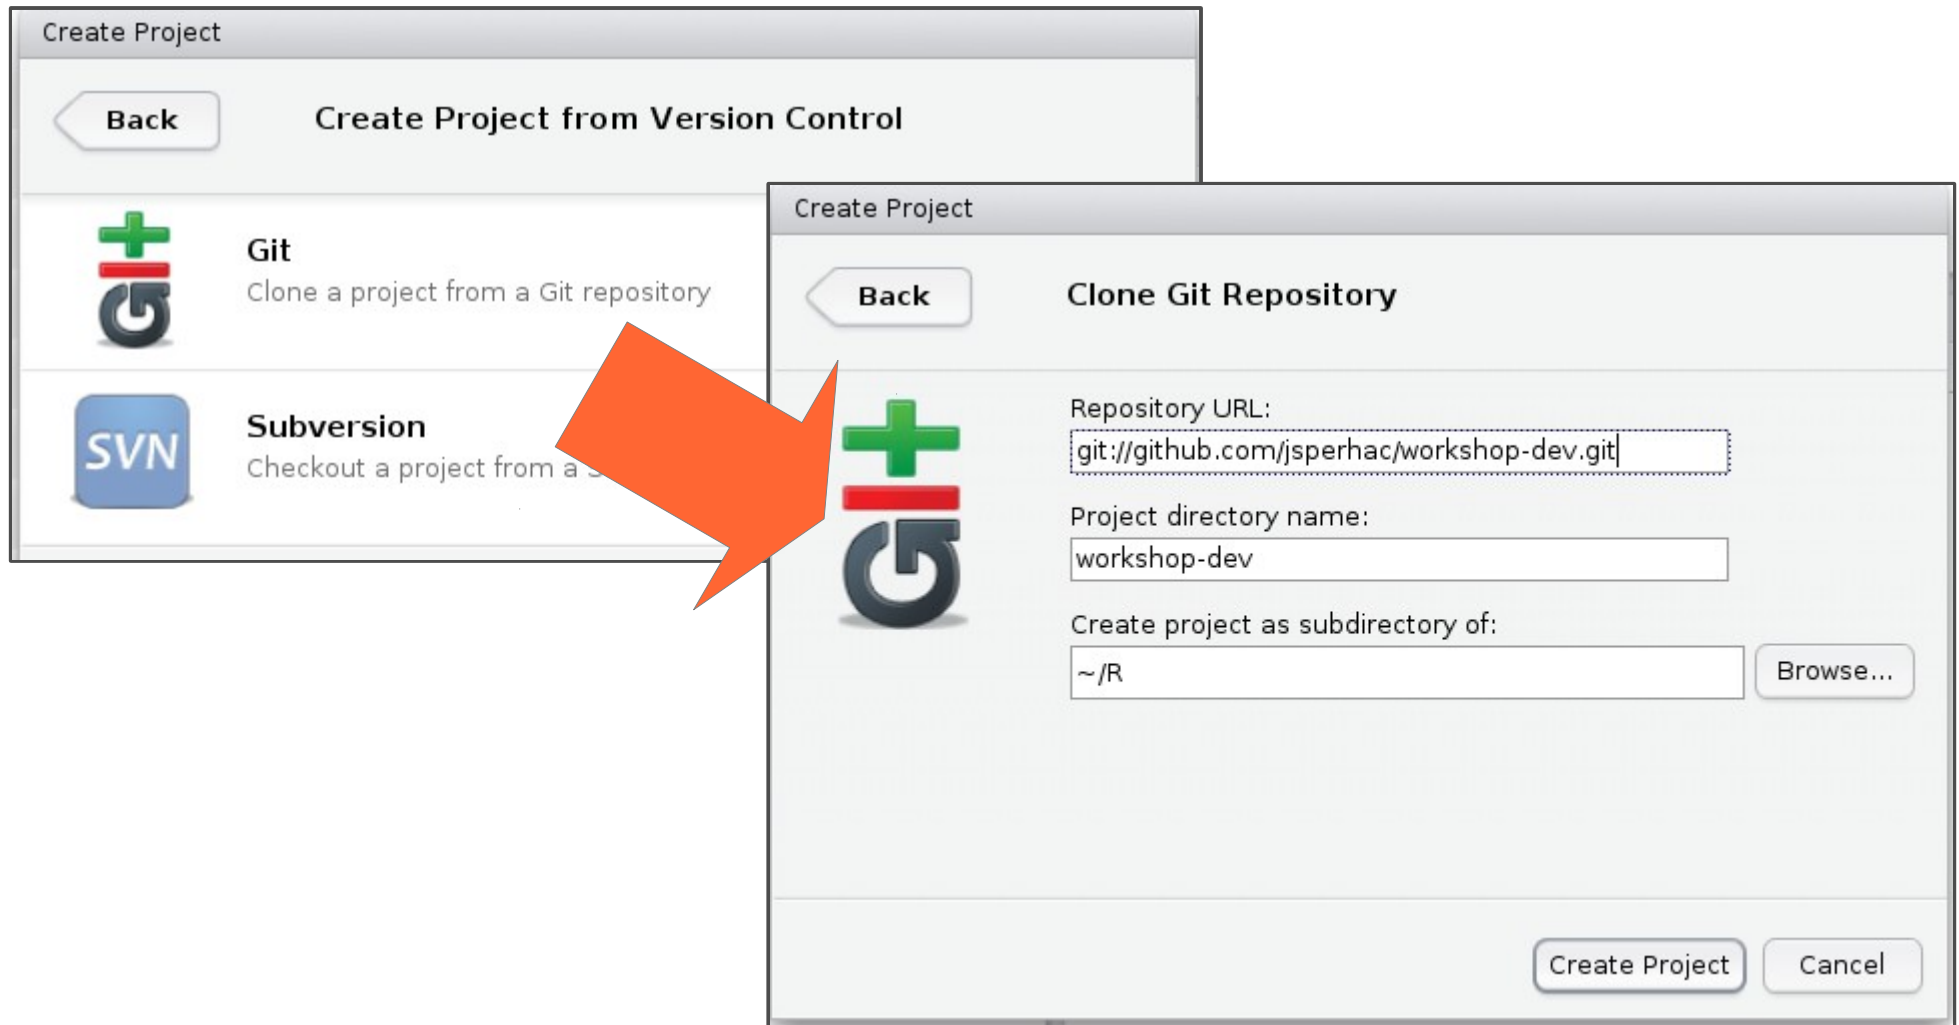 Create Project
Back
Create Project from Version Control
Git
Clone a project from a Git repository
SVN
Subversion
Checkout a project from a
Create Project
Back
Clone Git Repository
git
Repository URL:
git://github.com/jsperhac/workshop-dev.git
Project directory name:
workshop-dev
Create project as subdirectory of:
~/R
Browse...
Create Project
Cancel